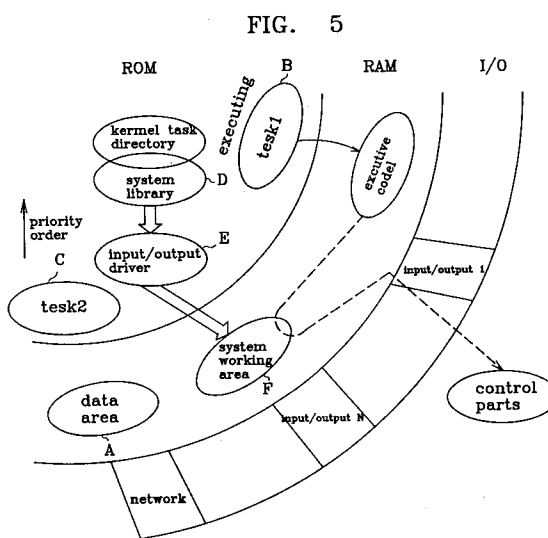 FIG. 5
ROM
B
RAM
I/O
executing
tesk1
kernel task
directory
system
library
D
excutive codel
priority
order
E
input/output
driver
C
tesk2
input/output 1
system
working
area
F
data
area
A
control
parts
input/output N
network